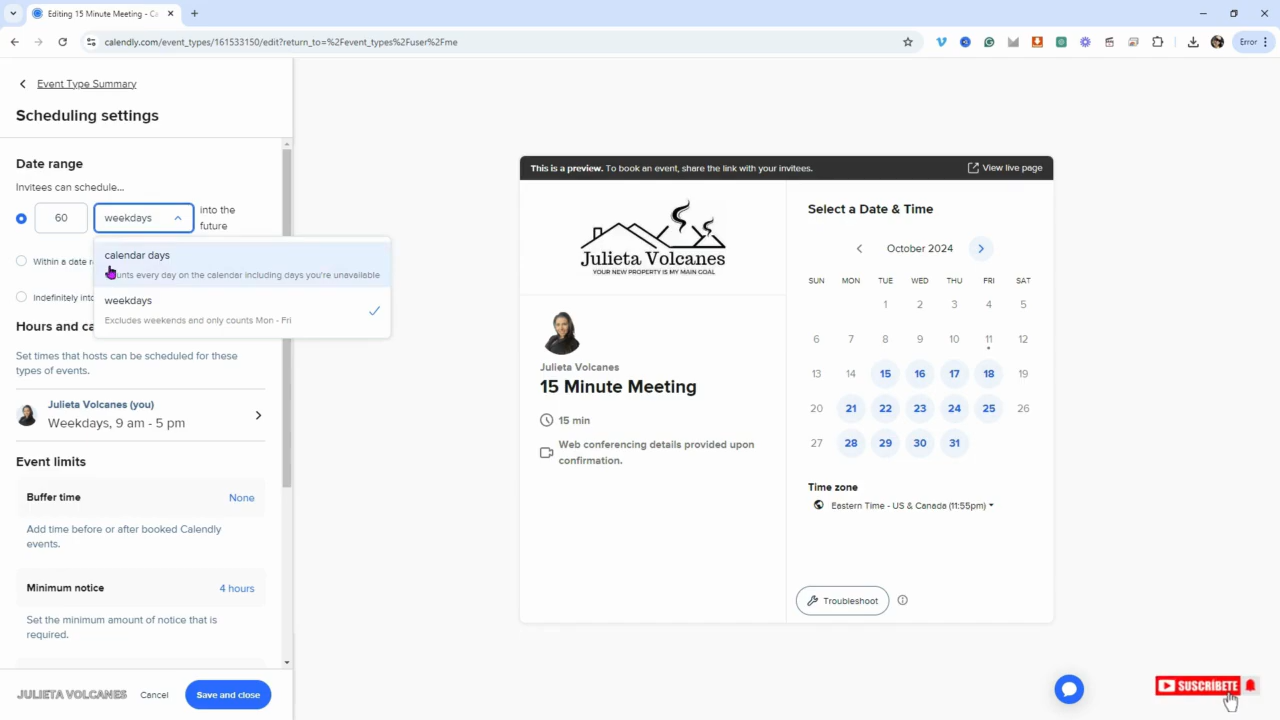 Editing 15 Minute Meeting - Ca
calendly.com/event_types/161533150/edit?return_to=%2Fevent_types%2Fuser%2Fme
Error
Event Type Summary
Scheduling settings
Date range
Invitees can schedule...
60
weekdays
into the
future
calendar days
unts every day on the calendar including days you're unavailable
weekdays
Excludes weekends and only counts Mon - Fri
Within a date r
Indefinitely into
Hours and ca
Set times that hosts can be scheduled for these
types of events.
Julieta Volcanes (you)
Weekdays, 9 am - 5 pm
Event limits
Buffer time
None
Add time before or after booked Calendly
events.
Minimum notice
4 hours
Set the minimum amount of notice that is
required.
JULIETA VOLCANES
Cancel
Save and close
This is a preview. To book an event, share the link with your invitees.
View live page
Julieta Volcanes
YOUR NEW PROPERTY IS MY MAIN GOAL
Julieta Volcanes
15 Minute Meeting
15 min
Web conferencing details provided upon
confirmation.
Select a Date & Time
October 2024
SUN MON TUE WED THU FRI SAT
1 2 3 4 5
6 7 8 9 10 11 12
13 14 15 16 17 18 19
20 21 22 23 24 25 26
27 28 29 30 31
Time zone
Eastern Time - US & Canada (11:55pm)
Troubleshoot
SUSCRÍBETE